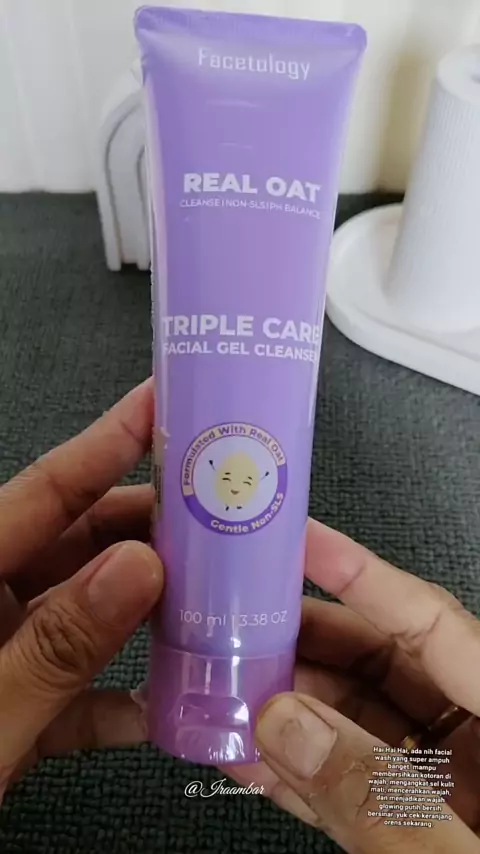 Facetology
REAL OAT
CLEANSE | NON-SLS | PH BALANCE
TRIPLE CARE
FACIAL GEL CLEANSE
Formulated With Real Oat
Gentle Non-SLS
100 ml | 3.38 OZ
Hai Hai Hai, ada nih facial
wash yang super ampuh
banget mampu
membersihkan kotoran di
wajah, mengangkat sel kulit
mati, mencerahkan wajah,
dan menjadikan wajah
glowing putih bersih
bersinar, yuk cek keranjang
orens sekarang
@_Iraambar